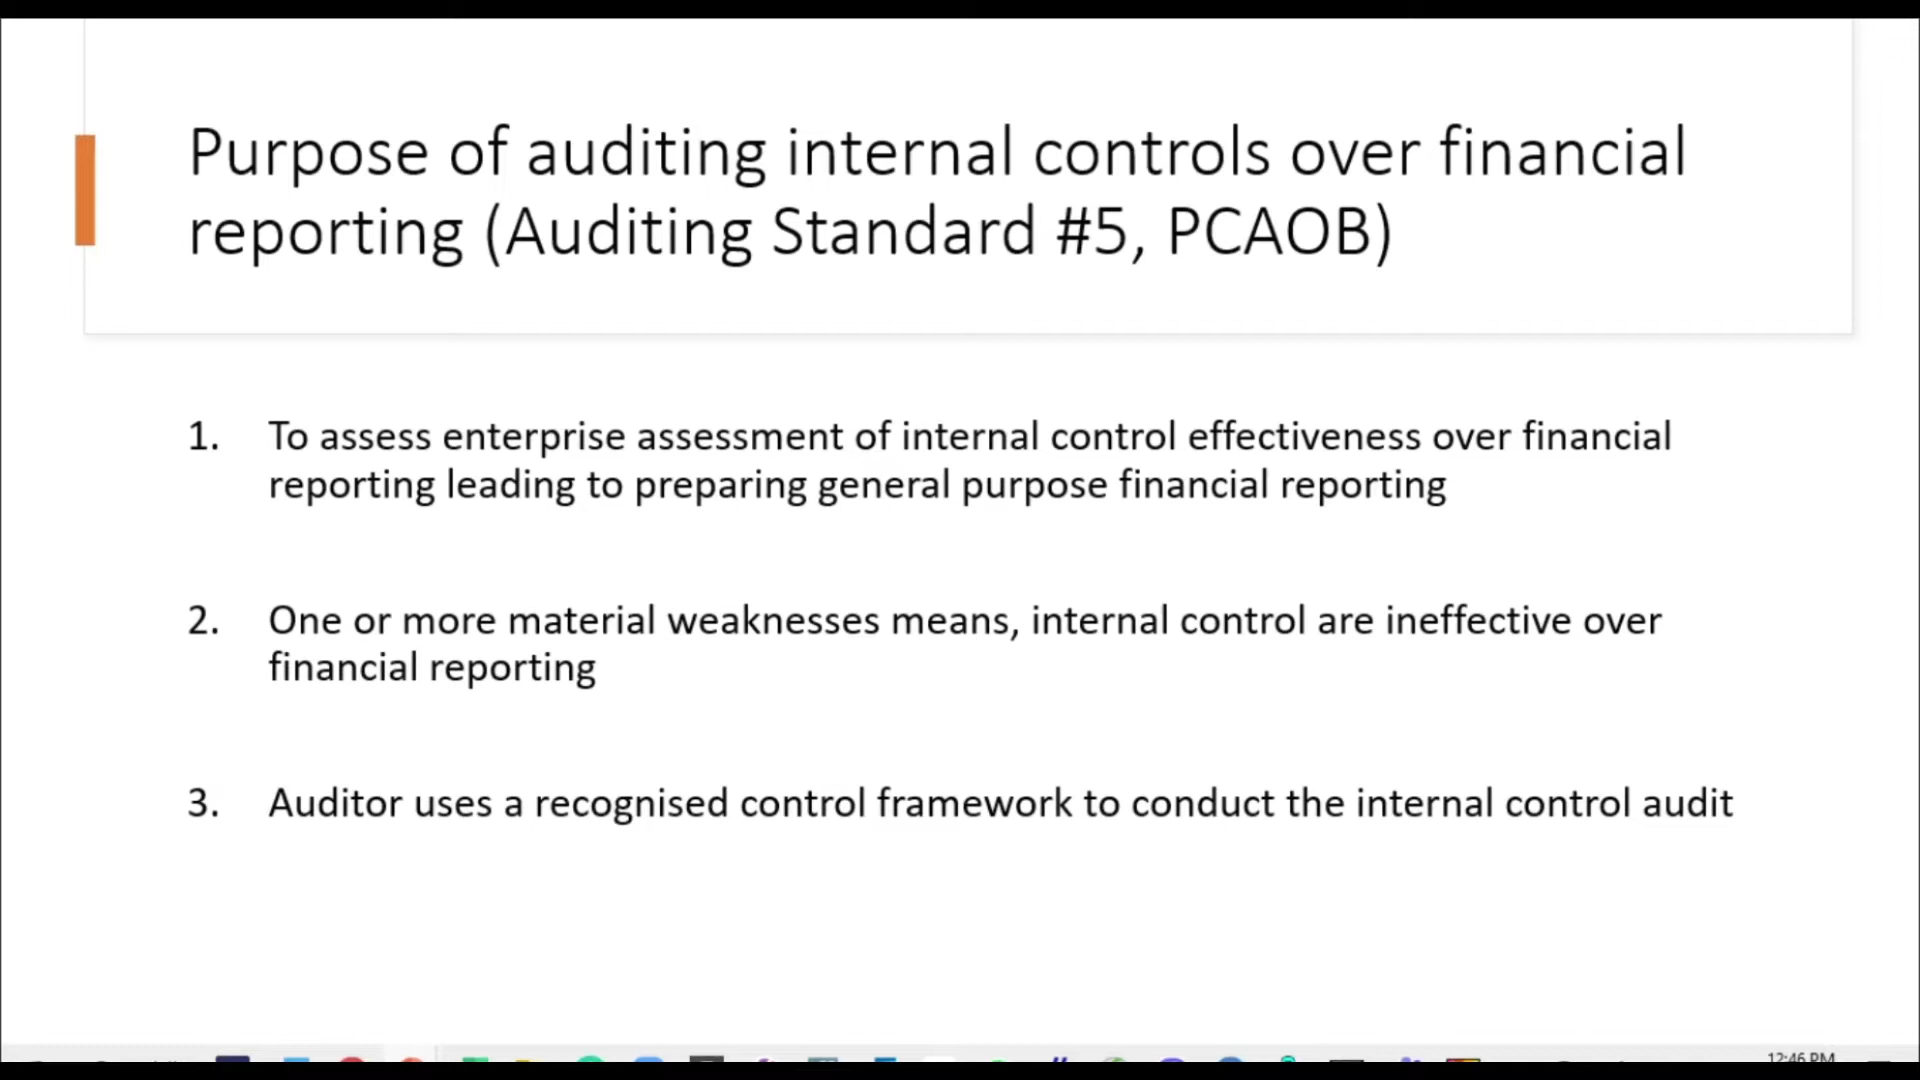 Purpose of auditing internal controls over financial
reporting (Auditing Standard #5, PCAOB)
1. To assess enterprise assessment of internal control effectiveness over financial
reporting leading to preparing general purpose financial reporting
2. One or more material weaknesses means, internal control are ineffective over
financial reporting
3. Auditor uses a recognised control framework to conduct the internal control audit
12:46 PM